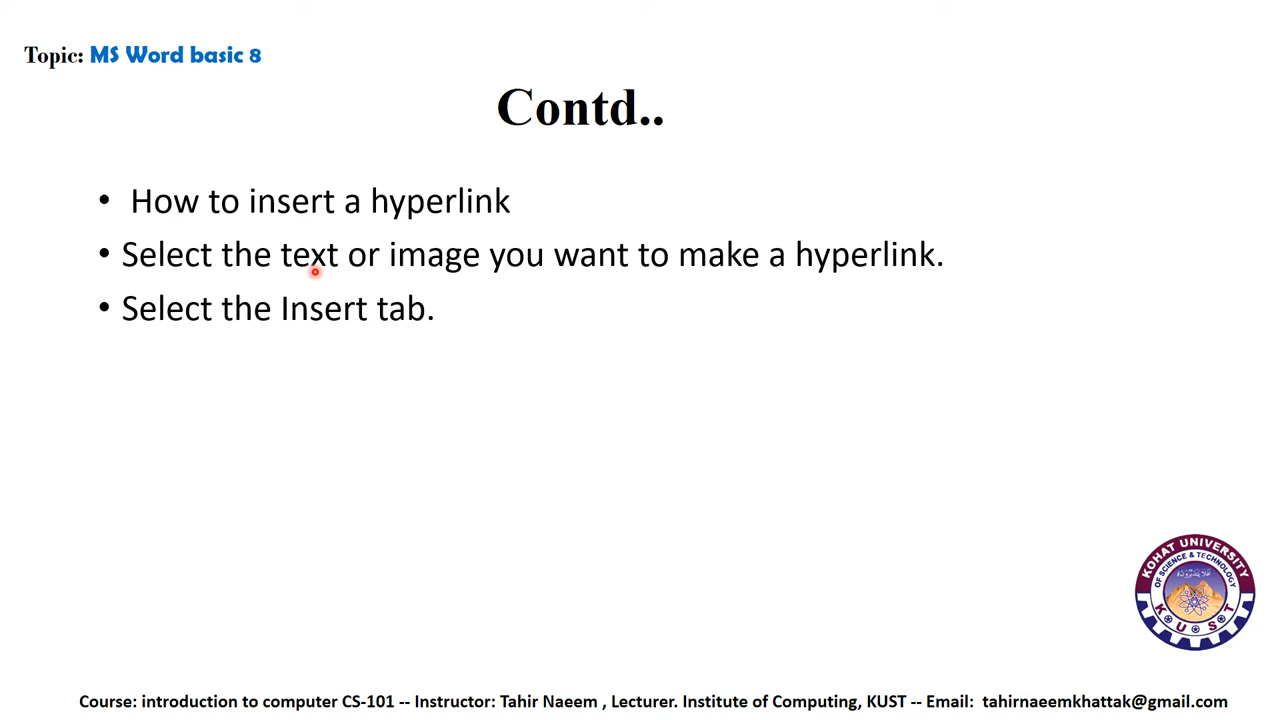 Topic: MS Word basic 8
Contd..
• How to insert a hyperlink
• Select the text or image you want to make a hyperlink.
• Select the Insert tab.
KOHAT UNIVERSITY
OF SCIENCE & TECHNOLOGY
K U S T
Course: introduction to computer CS-101 -- Instructor: Tahir Naeem , Lecturer. Institute of Computing, KUST -- Email: tahirnaeemkhattak@gmail.com